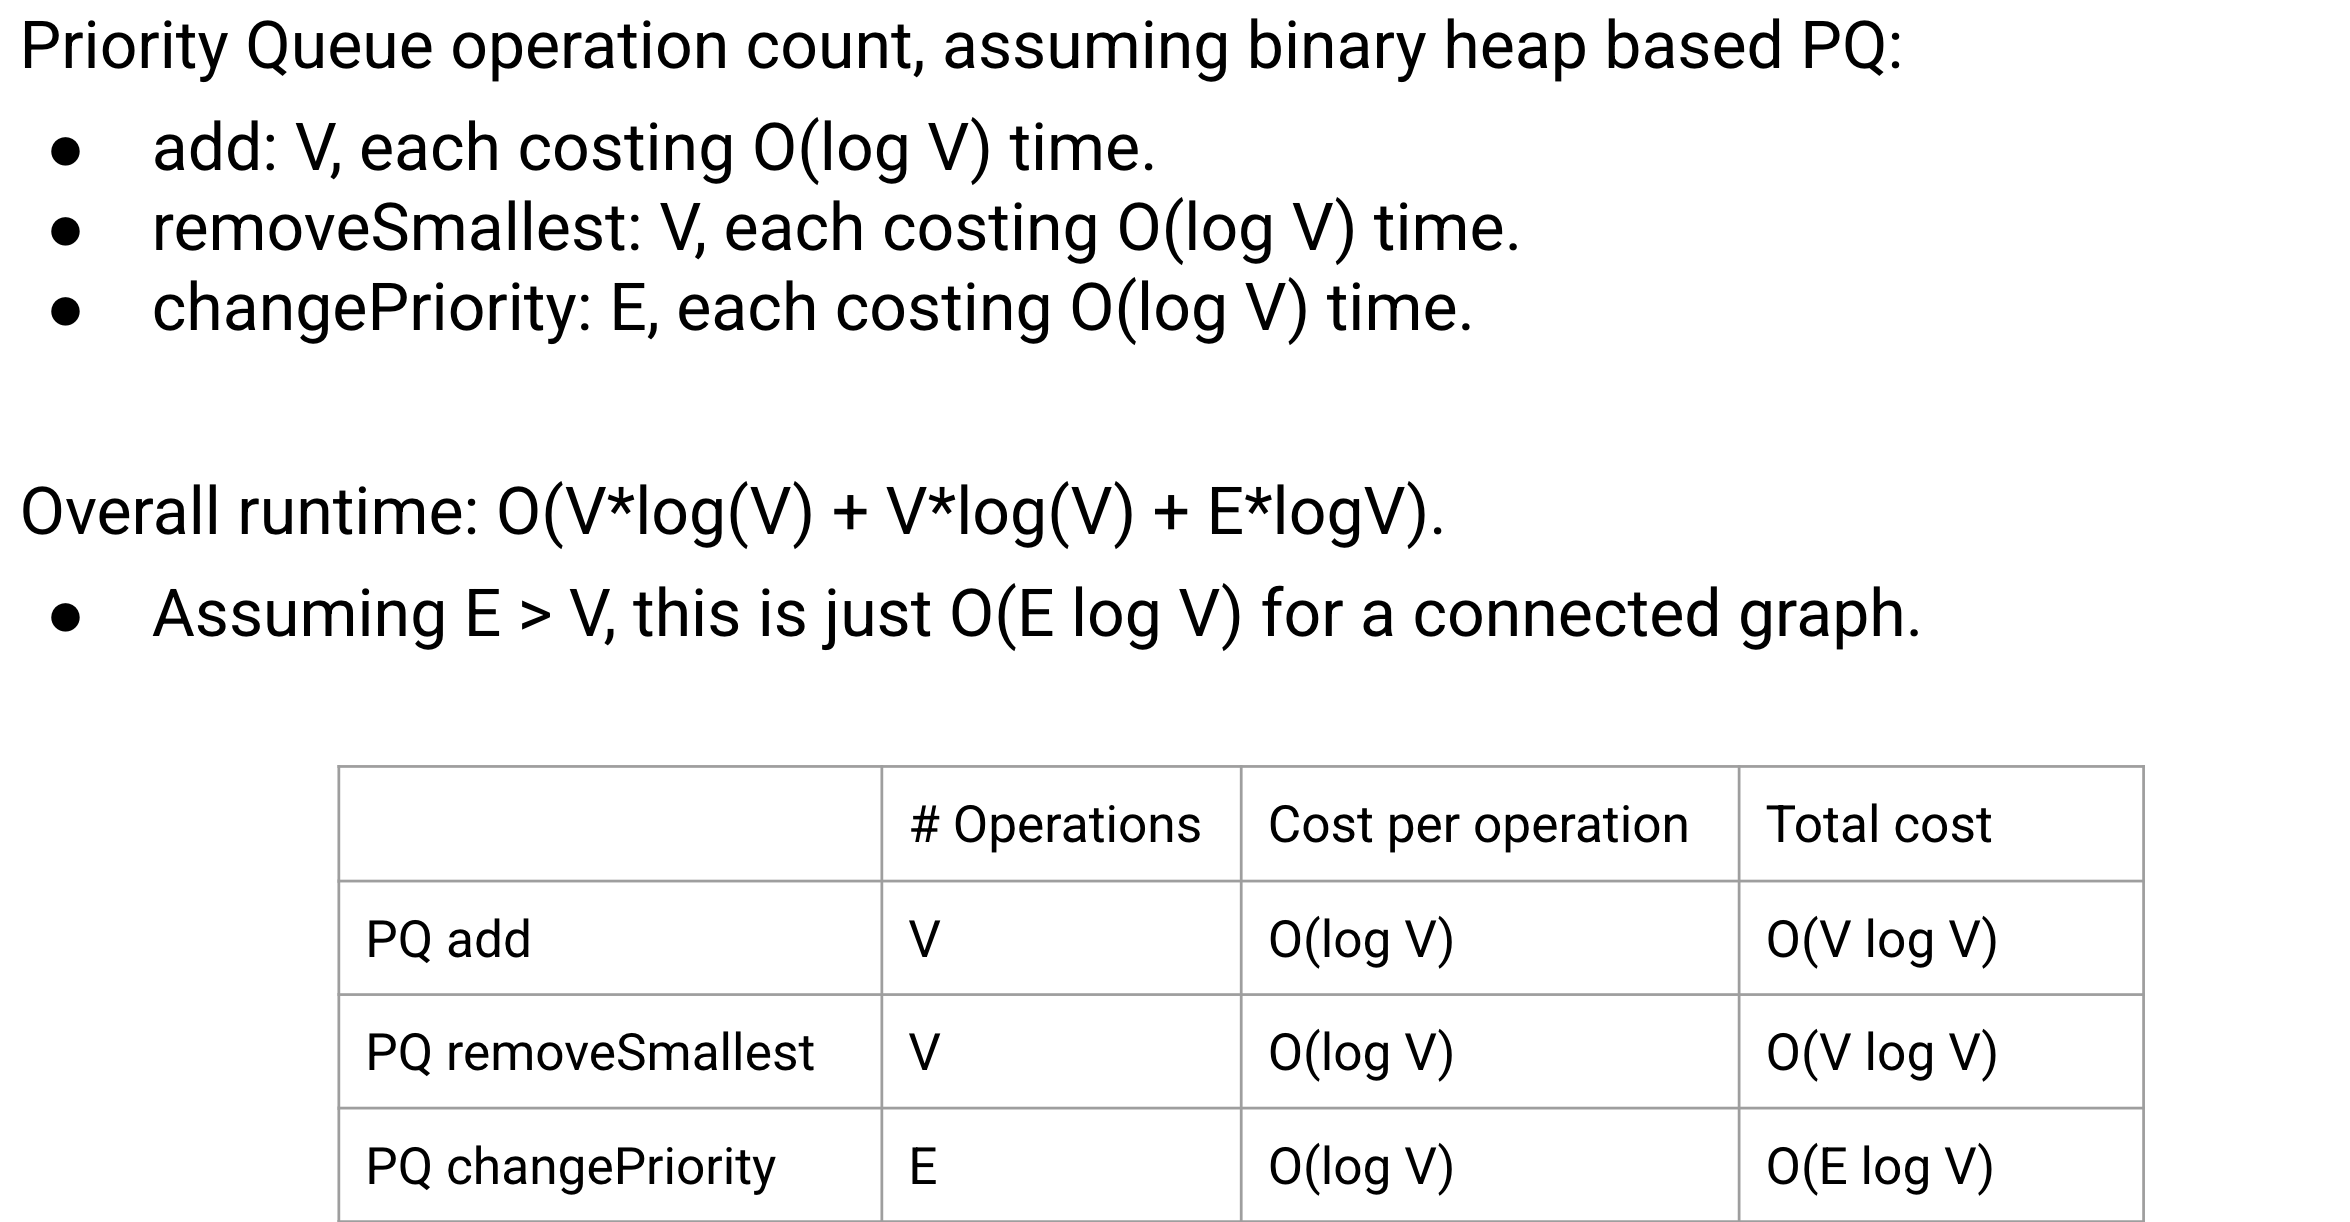 Priority Queue operation count, assuming binary heap based PQ:
● add: V, each costing O(log V) time.
● removeSmallest: V, each costing O(log V) time.
● changePriority: E, each costing O(log V) time.
Overall runtime: O(V*log(V) + V*log(V) + E*logV).
● Assuming E > V, this is just O(E log V) for a connected graph.
# Operations Cost per operation Total cost
PQ add V O(log V) O(V log V)
PQ removeSmallest V O(log V) O(V log V)
PQ changePriority E O(log V) O(E log V)